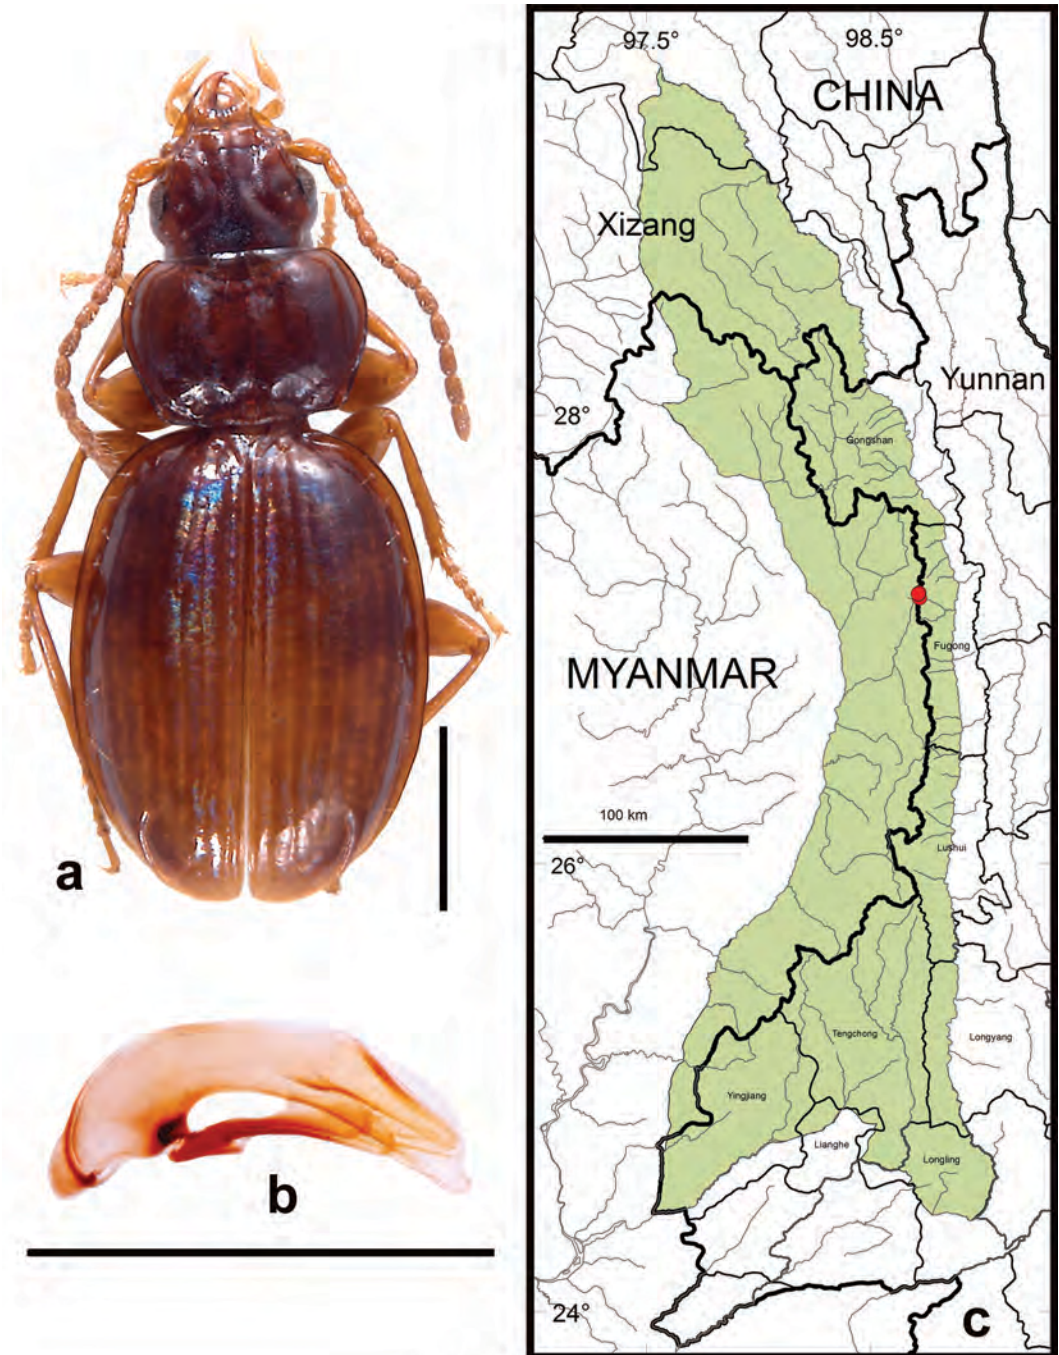 a
b
97.5°
98.5°
CHINA
Xizang
Yunnan
28°
Gongshan
MYANMAR
Fugong
100 km
26°
Lushui
Tengchong
Longyang
Yingjiang
Lianghe
Longling
24°
c